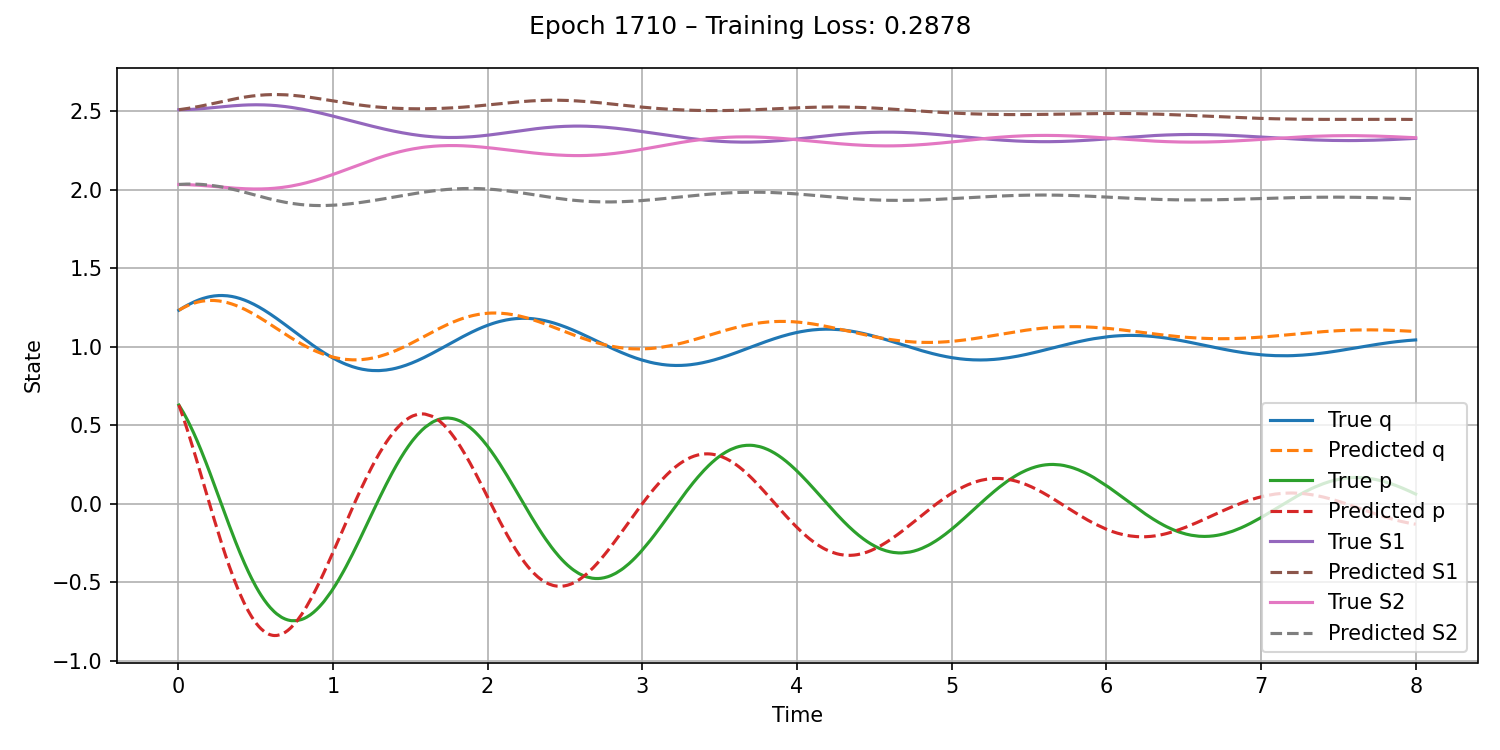 Epoch 1710 – Training Loss: 0.2878
2.5
2.0
1.5
1.0
0.5
0.0
−0.5
−1.0
State
True q
Predicted q
True p
Predicted p
True S1
Predicted S1
True S2
Predicted S2
0 1 2 3 4 5 6 7 8
Time